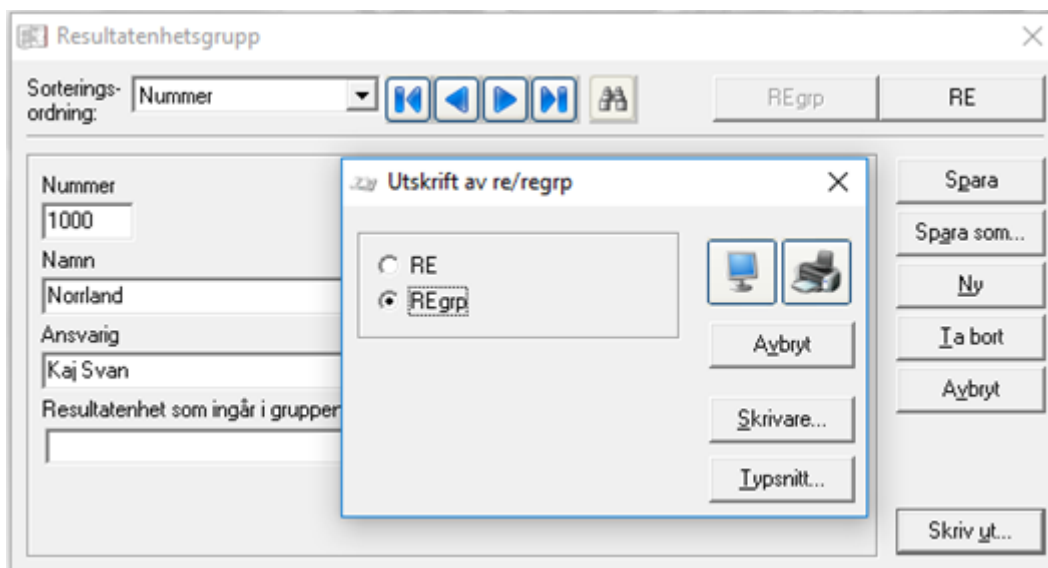 Resultatenhetsgrupp
Sorterings-
ordning:
Nummer
REgrp
RE
Nummer
1000
Namn
Norrland
Ansvarig
Kaj Svan
Resultatenhet som ingår i gruppen
Utskrift av re/regrp
RE
REgrp
Avbryt
Skrivare...
Typsnitt...
Spara
Spara som...
Ny
Ta bort
Avbryt
Skriv ut...